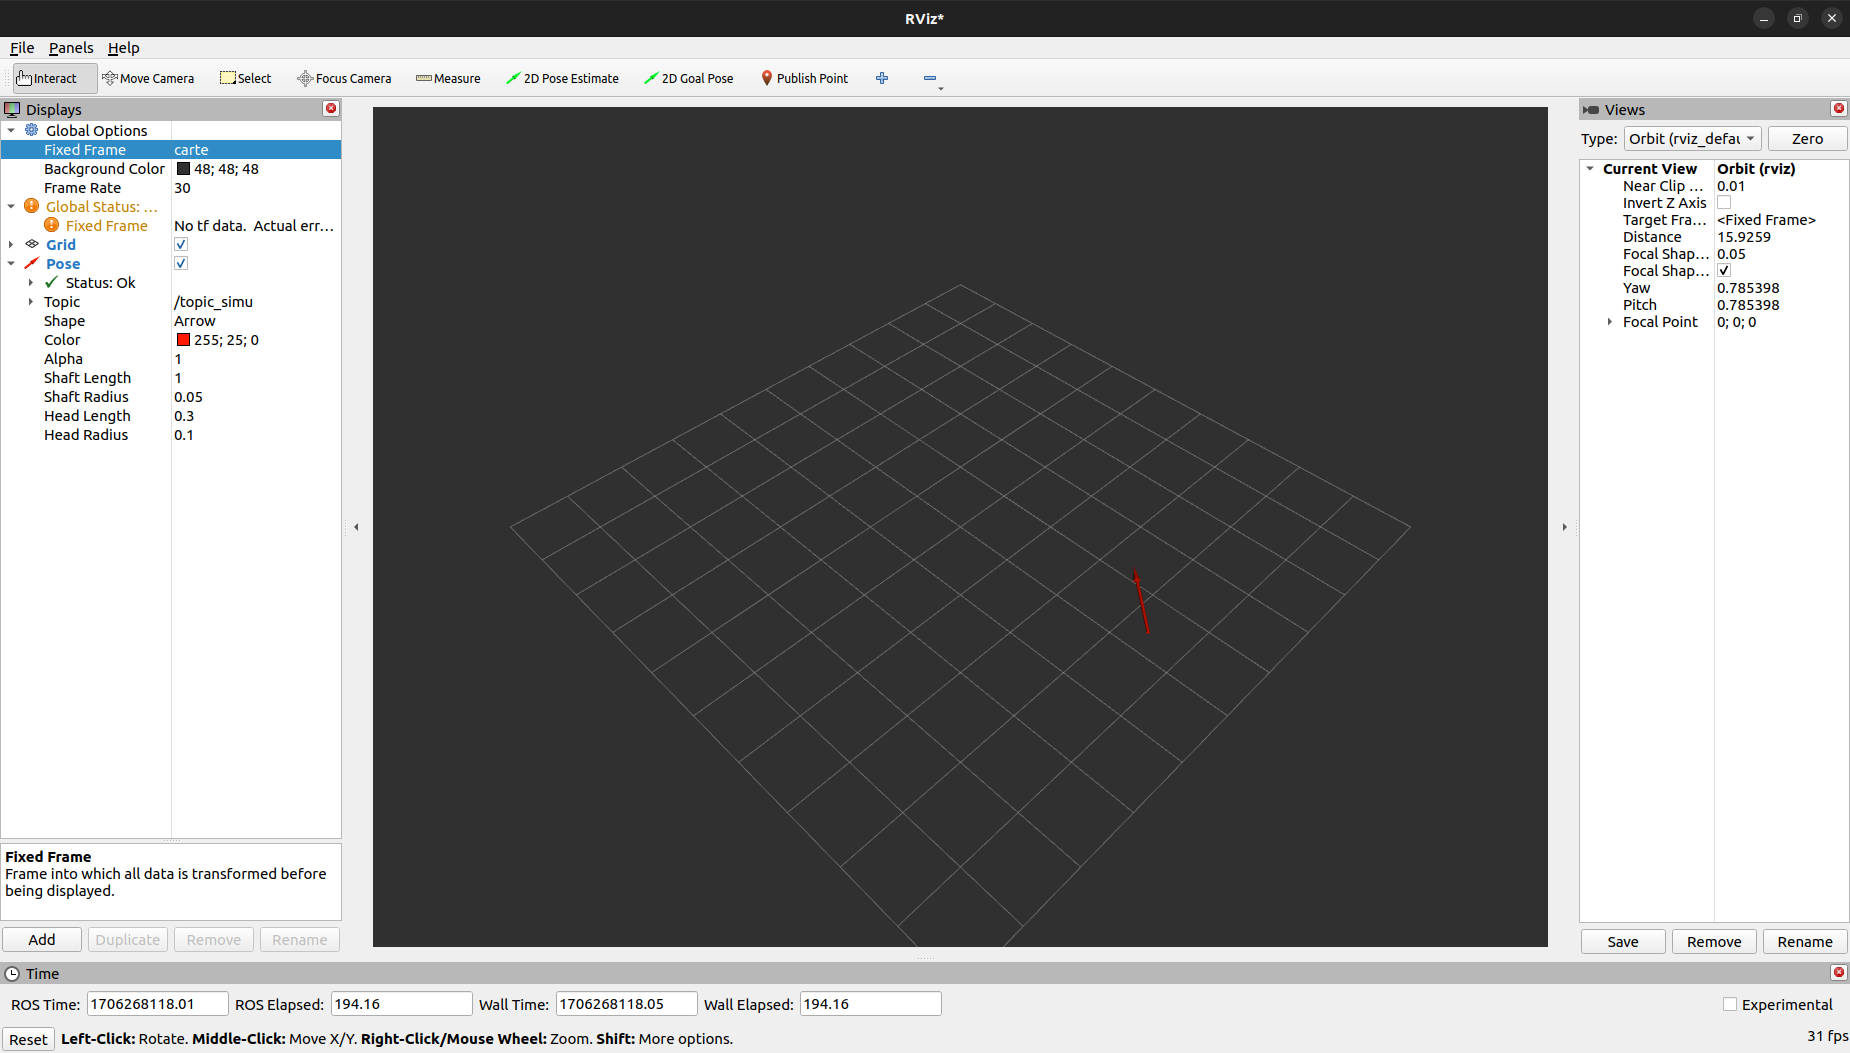 RViz*
File Panels Help
Interact Move Camera Select Focus Camera Measure 2D Pose Estimate 2D Goal Pose Publish Point
Displays
Global Options
Fixed Frame carte
Background Color 48; 48; 48
Frame Rate 30
Global Status: ...
Fixed Frame No tf data. Actual err...
Grid
Pose
Status: Ok
Topic /topic_simu
Shape Arrow
Color 255; 25; 0
Alpha 1
Shaft Length 1
Shaft Radius 0.05
Head Length 0.3
Head Radius 0.1
Fixed Frame
Frame into which all data is transformed before
being displayed.
Add Duplicate Remove Rename
Views
Type: Orbit (rviz_defau Zero
Current View Orbit (rviz)
Near Clip ... 0.01
Invert Z Axis
Target Fra... <Fixed Frame>
Distance 15.9259
Focal Shap... 0.05
Focal Shap...
Yaw 0.785398
Pitch 0.785398
Focal Point 0; 0; 0
Save Remove Rename
Time
ROS Time: 1706268118.01 ROS Elapsed: 194.16 Wall Time: 1706268118.05 Wall Elapsed: 194.16 Experimental
Reset Left-Click: Rotate. Middle-Click: Move X/Y. Right-Click/Mouse Wheel: Zoom. Shift: More options. 31 fps